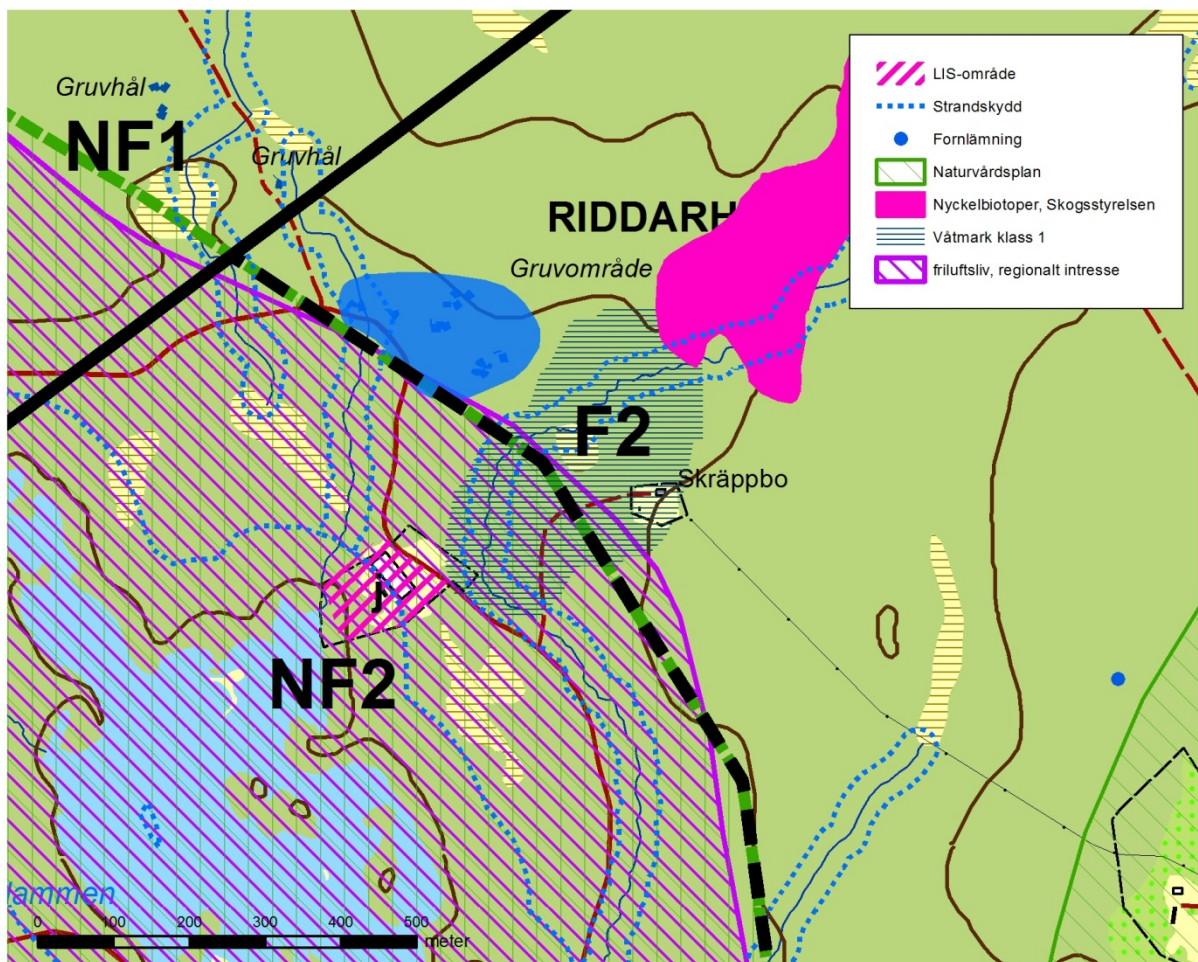 Gruvhål
NF1
Gruvhål
RIDDARH
Gruvområde
F2
Skräppbo
j
NF2
dammen
0 100 200 300 400 500
meter
LIS-område
Strandskydd
Fornlämning
Naturvårdsplan
Nyckelbiotoper, Skogsstyrelsen
Våtmark klass 1
friluftsliv, regionalt intresse